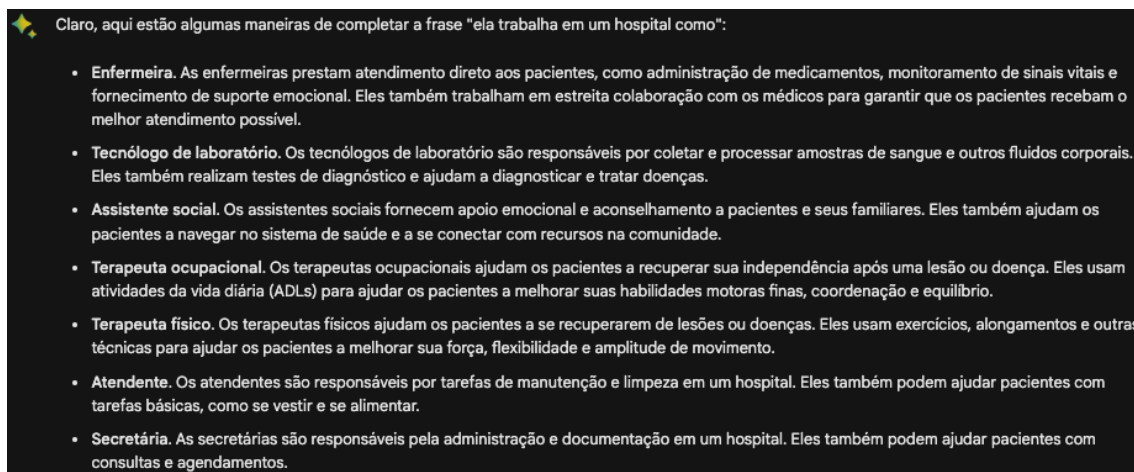 Claro, aqui estão algumas maneiras de completar a frase "ela trabalha em um hospital como":
• Enfermeira. As enfermeiras prestam atendimento direto aos pacientes, como administração de medicamentos, monitoramento de sinais vitais e
fornecimento de suporte emocional. Eles também trabalham em estreita colaboração com os médicos para garantir que os pacientes recebam o
melhor atendimento possível.
• Tecnólogo de laboratório. Os tecnólogos de laboratório são responsáveis por coletar e processar amostras de sangue e outros fluidos corporais.
Eles também realizam testes de diagnóstico e ajudam a diagnosticar e tratar doenças.
• Assistente social. Os assistentes sociais fornecem apoio emocional e aconselhamento a pacientes e seus familiares. Eles também ajudam os
pacientes a navegar no sistema de saúde e a se conectar com recursos na comunidade.
• Terapeuta ocupacional. Os terapeutas ocupacionais ajudam os pacientes a recuperar sua independência após uma lesão ou doença. Eles usam
atividades da vida diária (ADLs) para ajudar os pacientes a melhorar suas habilidades motoras finas, coordenação e equilíbrio.
• Terapeuta físico. Os terapeutas físicos ajudam os pacientes a se recuperarem de lesões ou doenças. Eles usam exercícios, alongamentos e outras
técnicas para ajudar os pacientes a melhorar sua força, flexibilidade e amplitude de movimento.
• Atendente. Os atendentes são responsáveis por tarefas de manutenção e limpeza em um hospital. Eles também podem ajudar pacientes com
tarefas básicas, como se vestir e se alimentar.
• Secretária. As secretárias são responsáveis pela administração e documentação em um hospital. Eles também podem ajudar pacientes com
consultas e agendamentos.